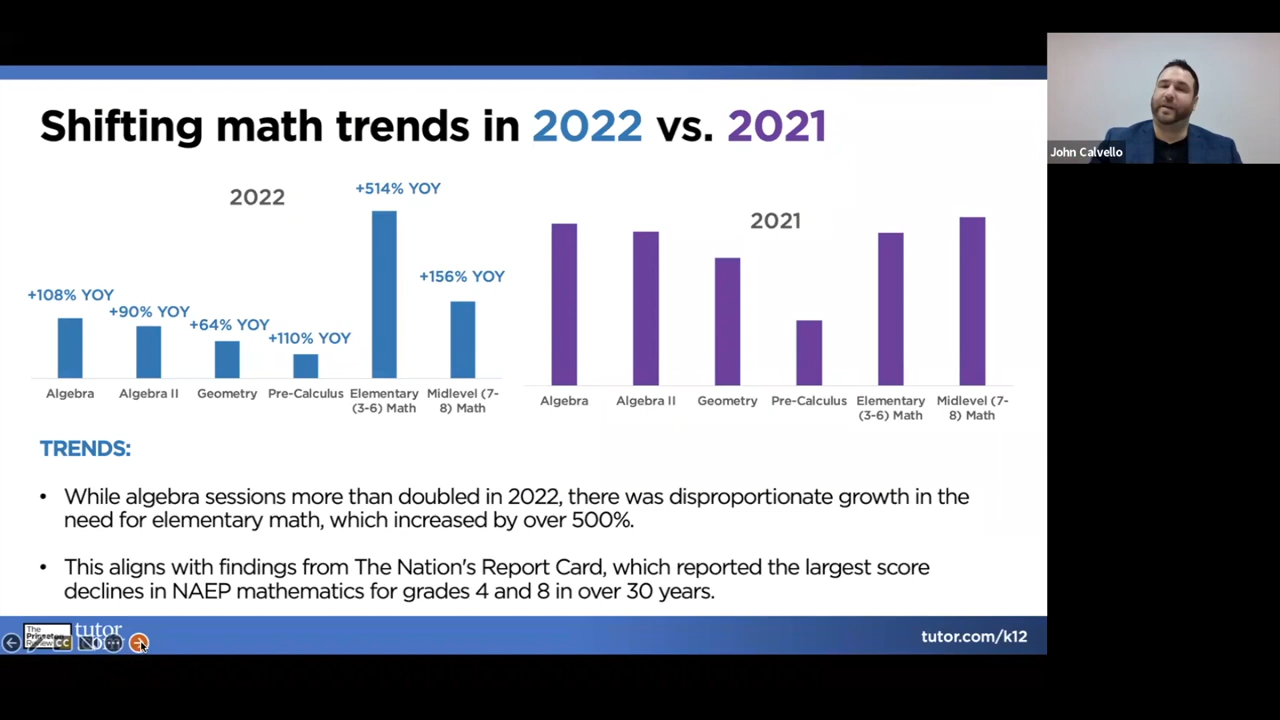 Shifting math trends in 2022 vs. 2021
John Calvello
2022
+514% YOY
+156% YOY
+108% YOY
+90% YOY
+64% YOY
+110% YOY
Algebra
Algebra II
Geometry
Pre-Calculus
Elementary
(3-6) Math
Midlevel (7-
8) Math
2021
Algebra
Algebra II
Geometry
Pre-Calculus
Elementary
(3-6) Math
Midlevel (7-
8) Math
TRENDS:
• While algebra sessions more than doubled in 2022, there was disproportionate growth in the
need for elementary math, which increased by over 500%.
• This aligns with findings from The Nation's Report Card, which reported the largest score
declines in NAEP mathematics for grades 4 and 8 in over 30 years.
The
Princeton
Review
tutor
CC
tutor.com/k12